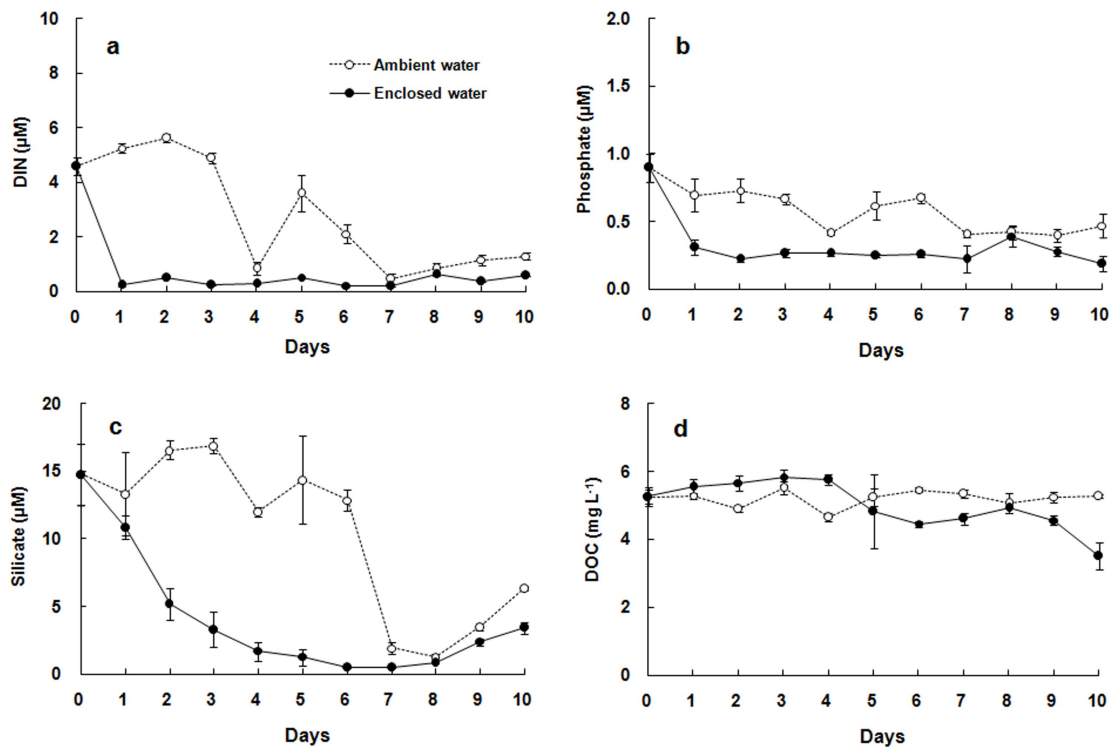 a
10
8
6
4
2
0
DIN (µM)
Ambient water
Enclosed water
0 1 2 3 4 5 6 7 8 9 10
Days
b
2.0
1.5
1.0
0.5
0.0
Phosphate (µM)
0 1 2 3 4 5 6 7 8 9 10
Days
c
20
15
10
5
0
Silicate (µM)
0 1 2 3 4 5 6 7 8 9 10
Days
d
8
6
4
2
0
DOC (mg L⁻¹)
0 1 2 3 4 5 6 7 8 9 10
Days